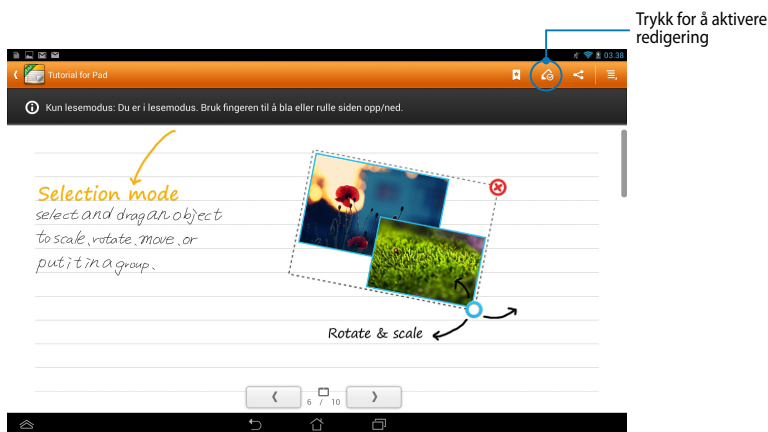 Trykk for å aktivere
redigering
03.38
Tutorial for Pad
Kun lesemodus: Du er i lesemodus. Bruk fingeren til å bla eller rulle siden opp/ned.
Selection mode
select and drag an object
to scale, rotate, move, or
put it in a group.
Rotate & scale
6 / 10